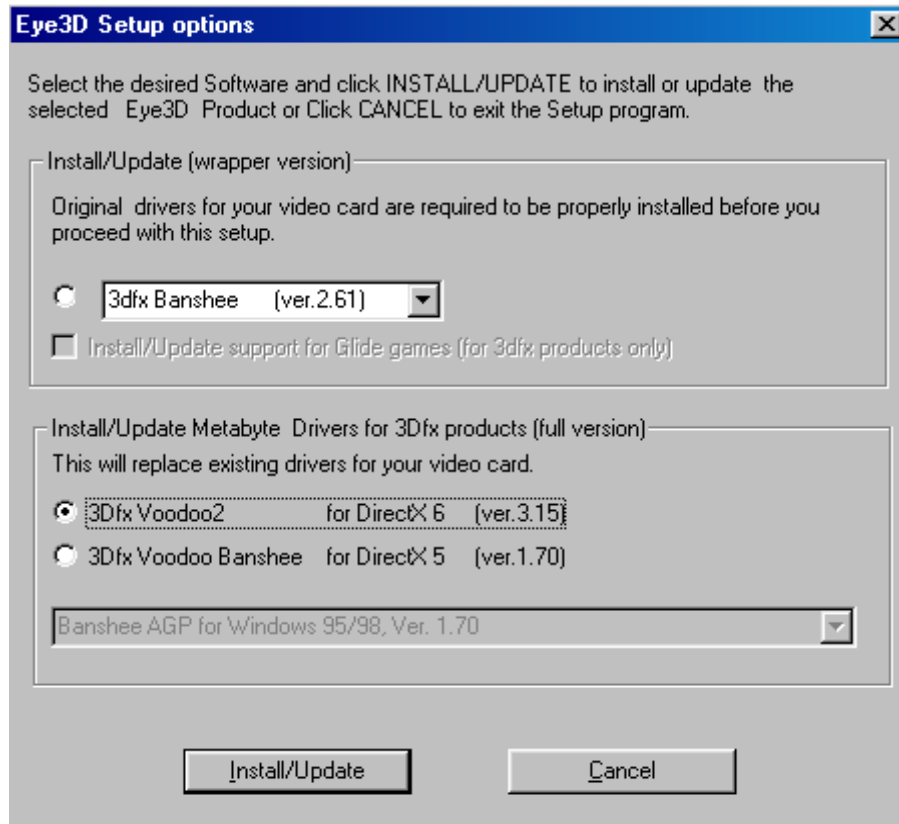 Eye3D Setup options
Select the desired Software and click INSTALL/UPDATE to install or update the
selected Eye3D Product or Click CANCEL to exit the Setup program.
Install/Update (wrapper version)
Original drivers for your video card are required to be properly installed before you
proceed with this setup.
3dfx Banshee (ver.2.61)
Install/Update support for Glide games (for 3dfx products only)
Install/Update Metabyte Drivers for 3Dfx products (full version)
This will replace existing drivers for your video card.
3Dfx Voodoo2 for DirectX 6 (ver.3.15)
3Dfx Voodoo Banshee for DirectX 5 (ver.1.70)
Banshee AGP for Windows 95/98, Ver. 1.70
Install/Update Cancel